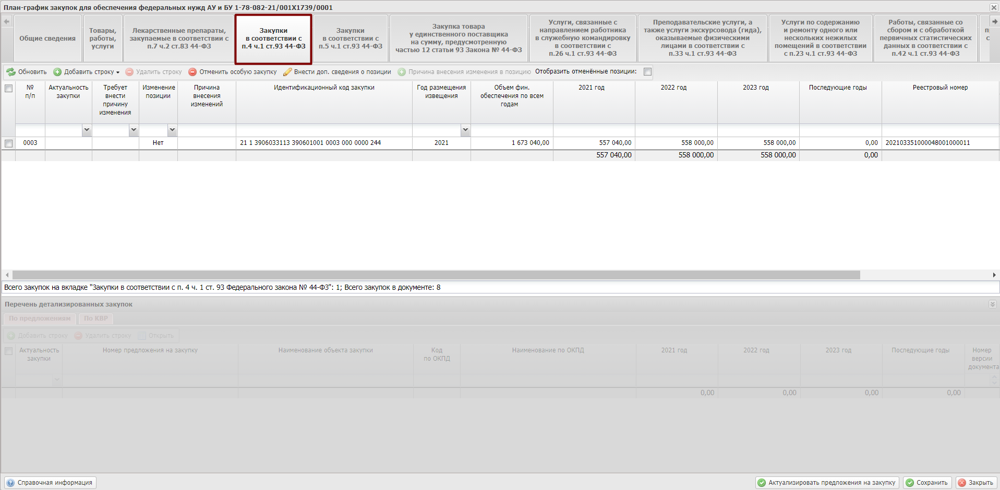 План-график закупок для обеспечения федеральных нужд АУ и БУ 1-78-082-21/001X1739/0001
Общие сведения
Товары,
работы,
услуги
Лекарственные препараты,
закупаемые в соответствии с
п.7 ч.2 ст.83 44-ФЗ
Закупки
в соответствии с
п.4 ч.1 ст.93 44-ФЗ
Закупки
в соответствии с
п.5 ч.1 ст.93 44-ФЗ
Закупка товара
у единственного поставщика
на сумму, предусмотренную
частью 12 статьи 93 Закона № 44-ФЗ
Услуги, связанные с
направлением работника
в служебную командировку
в соответствии с
п.26 ч.1 ст.93 44-ФЗ
Преподавательские услуги, а
также услуги экскурсовода (гида),
оказываемые физическими
лицами в соответствии с
п.33 ч.1 ст.93 44-ФЗ
Услуги по содержанию
и ремонту одного или
нескольких нежилых
помещений в соответствии
с п.23 ч.1 ст.93 44-ФЗ
Работы, связанные со
сбором и с обработкой
первичных статистических
данных в соответствии с
п.42 ч.1 ст.93 44-ФЗ
Обновить Добавить строку Удалить строку Отменить особую закупку Внести доп. сведения о позиции Причина внесения изменения в позицию Отобразить отменённые позиции:
№
п/п
Актуальность
закупки
Требует
внести
причину
изменения
Изменение
позиции
Причина
внесения
изменений
Идентификационный код закупки
Год размещения
извещения
Объем фин.
обеспечения по всем
годам
2021 год
2022 год
2023 год
Последующие годы
Реестровый номер
0003 Нет 21 1 3906033113 390601001 0003 000 0000 244 2021 1 673 040,00 557 040,00 558 000,00 558 000,00 0,00 202103351000048001000011
557 040,00 558 000,00 558 000,00 0,00
Всего закупок на вкладке "Закупки в соответствии с п. 4 ч. 1 ст. 93 Федерального закона № 44-ФЗ": 1; Всего закупок в документе: 8
Перечень детализированных закупок
По предложениям По КВР
Добавить строку Удалить строку Открыть
Актуальность
закупки
Номер предложения на закупку
Наименование объекта закупки
Код
по ОКПД
Наименование по ОКПД
2021 год
2022 год
2023 год
Последующие годы
Номер
версии
документа
0,00 0,00 0,00 0,00
Справочная информация Актуализировать предложения на закупку Сохранить Закрыть